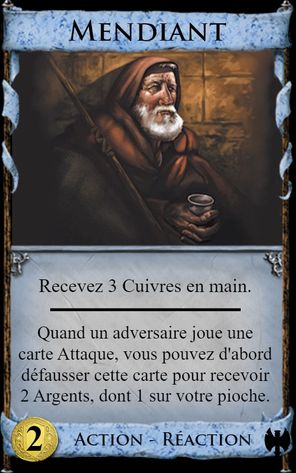 MENDIANT
Recevez 3 Cuivres en main.
Quand un adversaire joue une
carte Attaque, vous pouvez d'abord
défausser cette carte pour recevoir
2 Argents, dont 1 sur votre pioche.
2 ACTION - RÉACTION